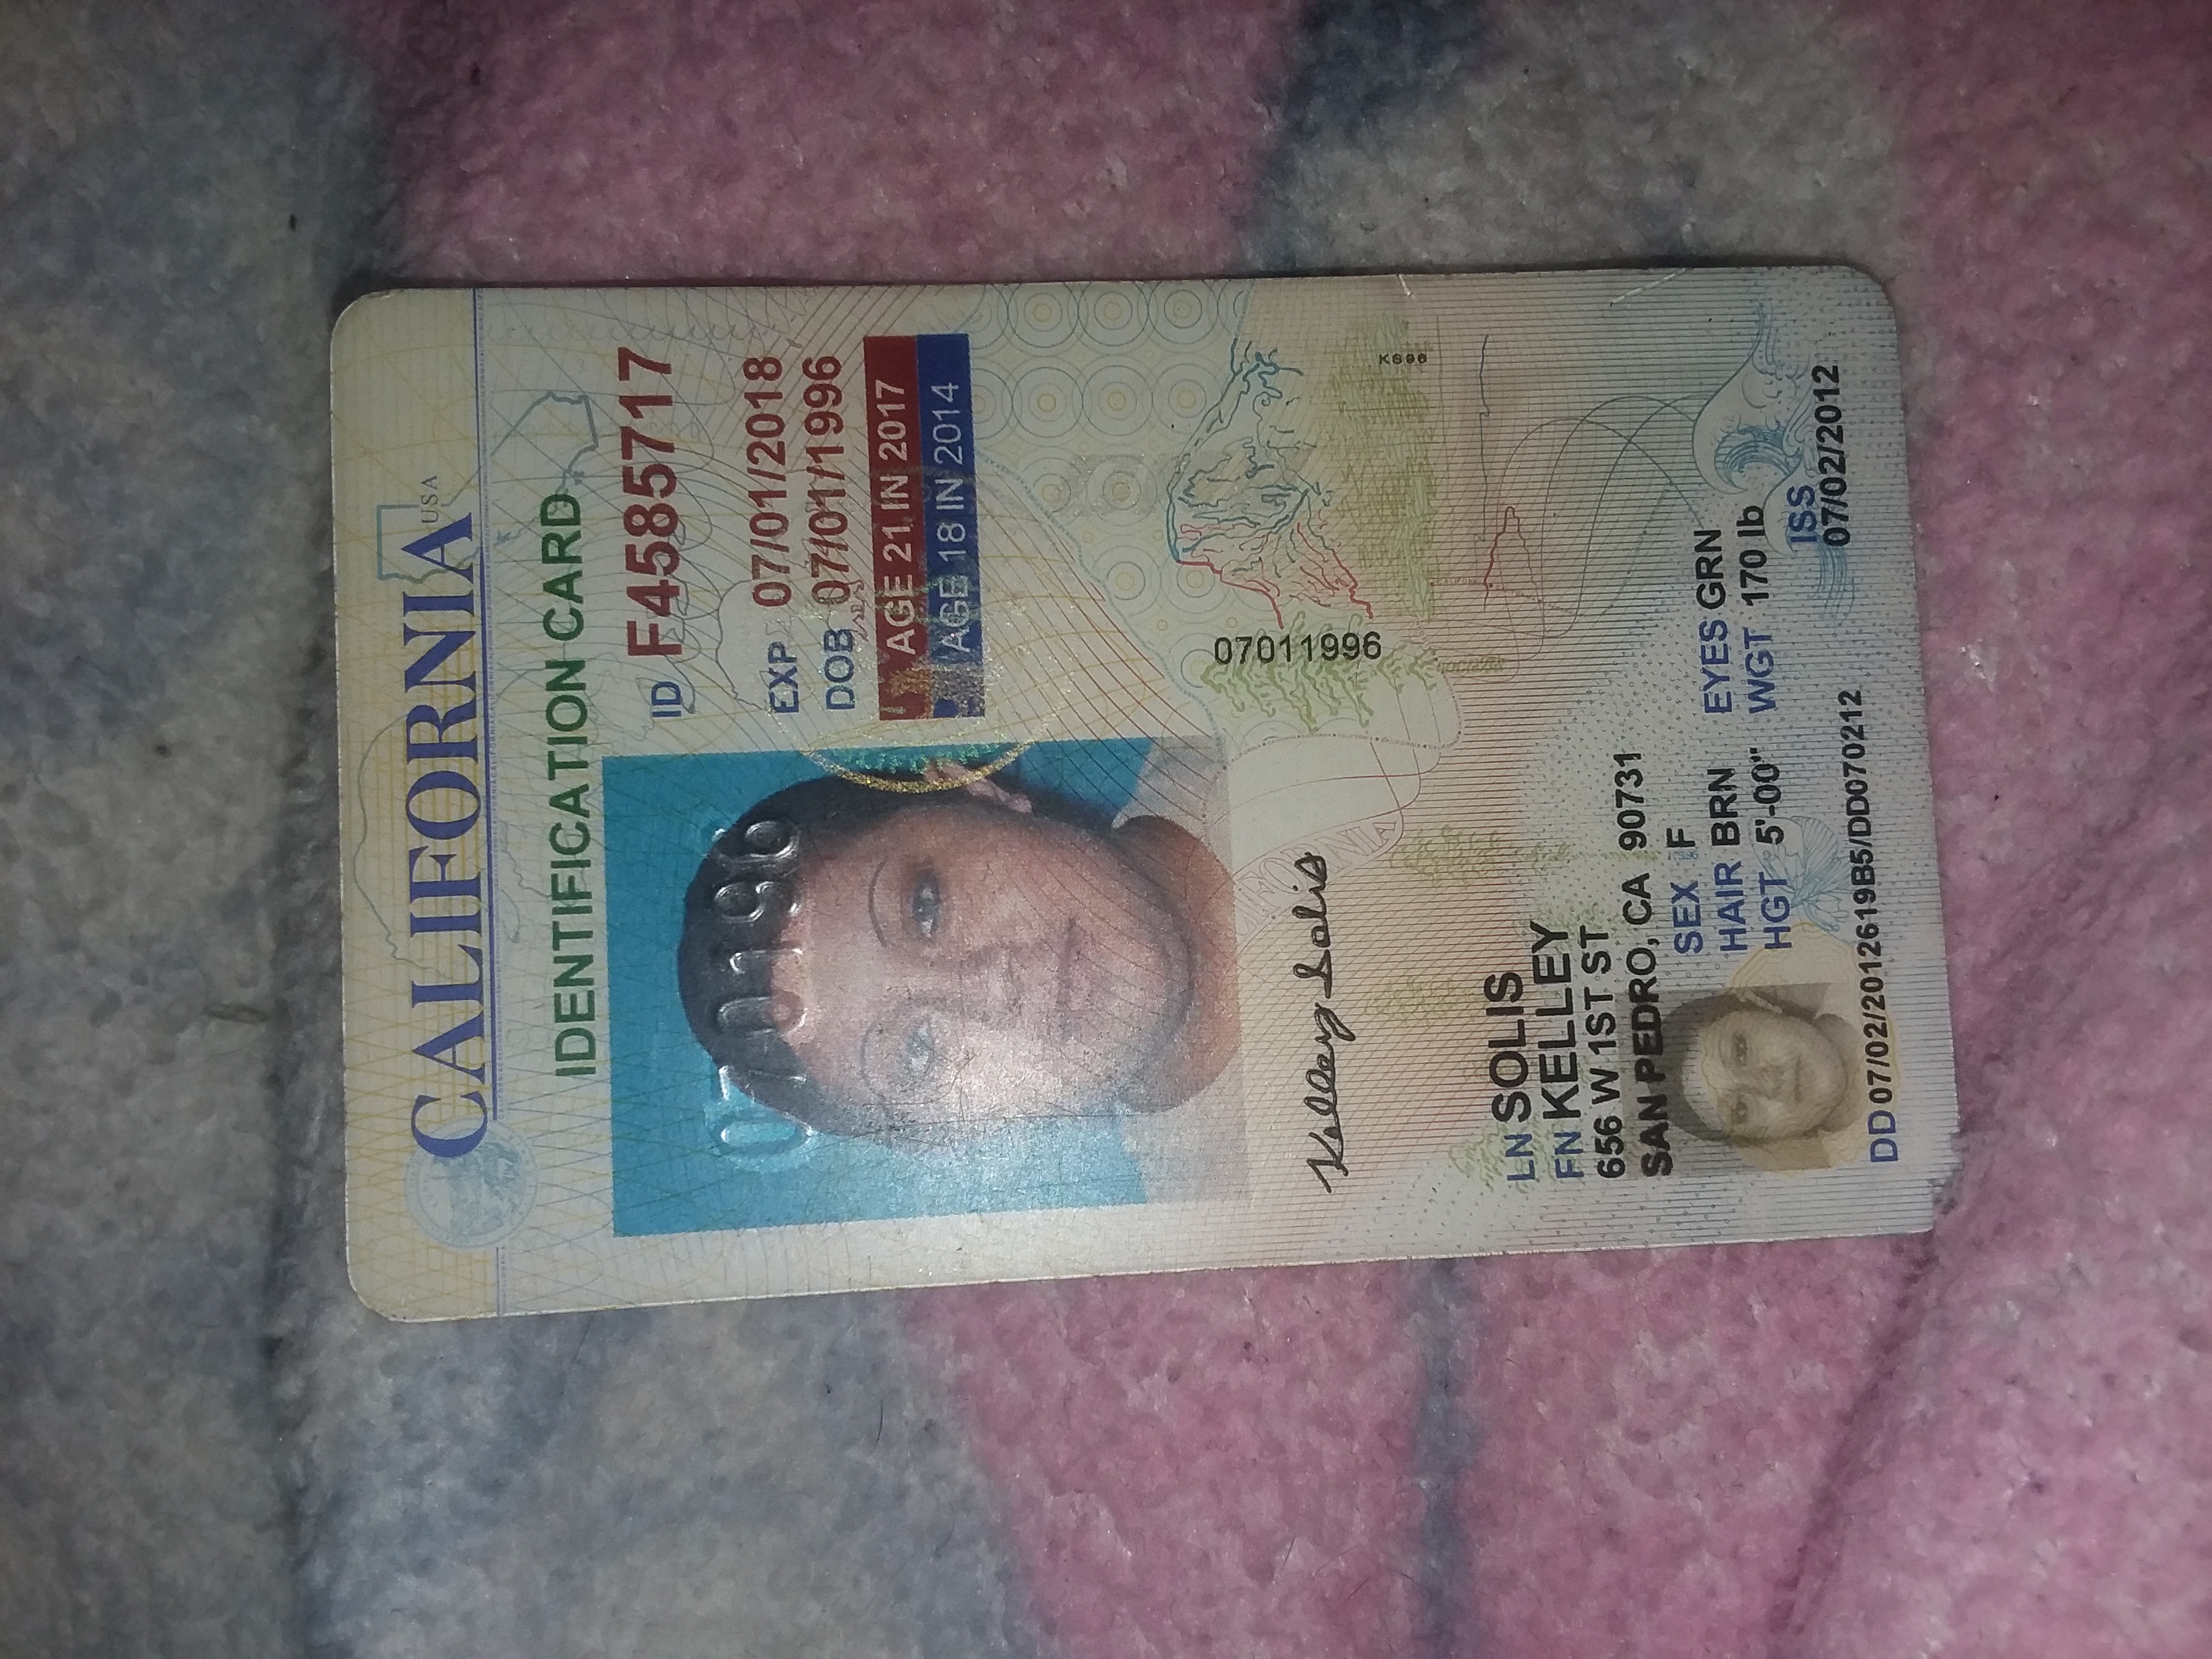 CALIFORNIA USA
IDENTIFICATION CARD
ID F4585717
070196
EXP 07/01/2018
DOB 07/01/1996
AGE 21 IN 2017
AGE 18 IN 2014
07011996
Kelley Solis
LN SOLIS
FN KELLEY
656 W 1ST ST
SAN PEDRO, CA 90731
SEX F
HAIR BRN EYES GRN
HGT 5'-00" WGT 170 lb
ISS
07/02/2012
DD 07/02/2012619B5/DD070212